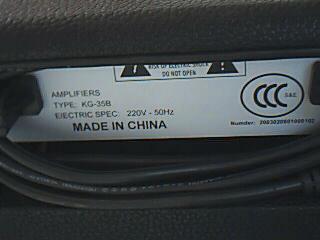 RISK OF ELECTRIC SHOCK
DO NOT OPEN
AMPLIFIERS
TYPE: KG-35B
ELECTRIC SPEC: 220V - 50Hz
MADE IN CHINA
CCC S&E
Number: 2003020801000102